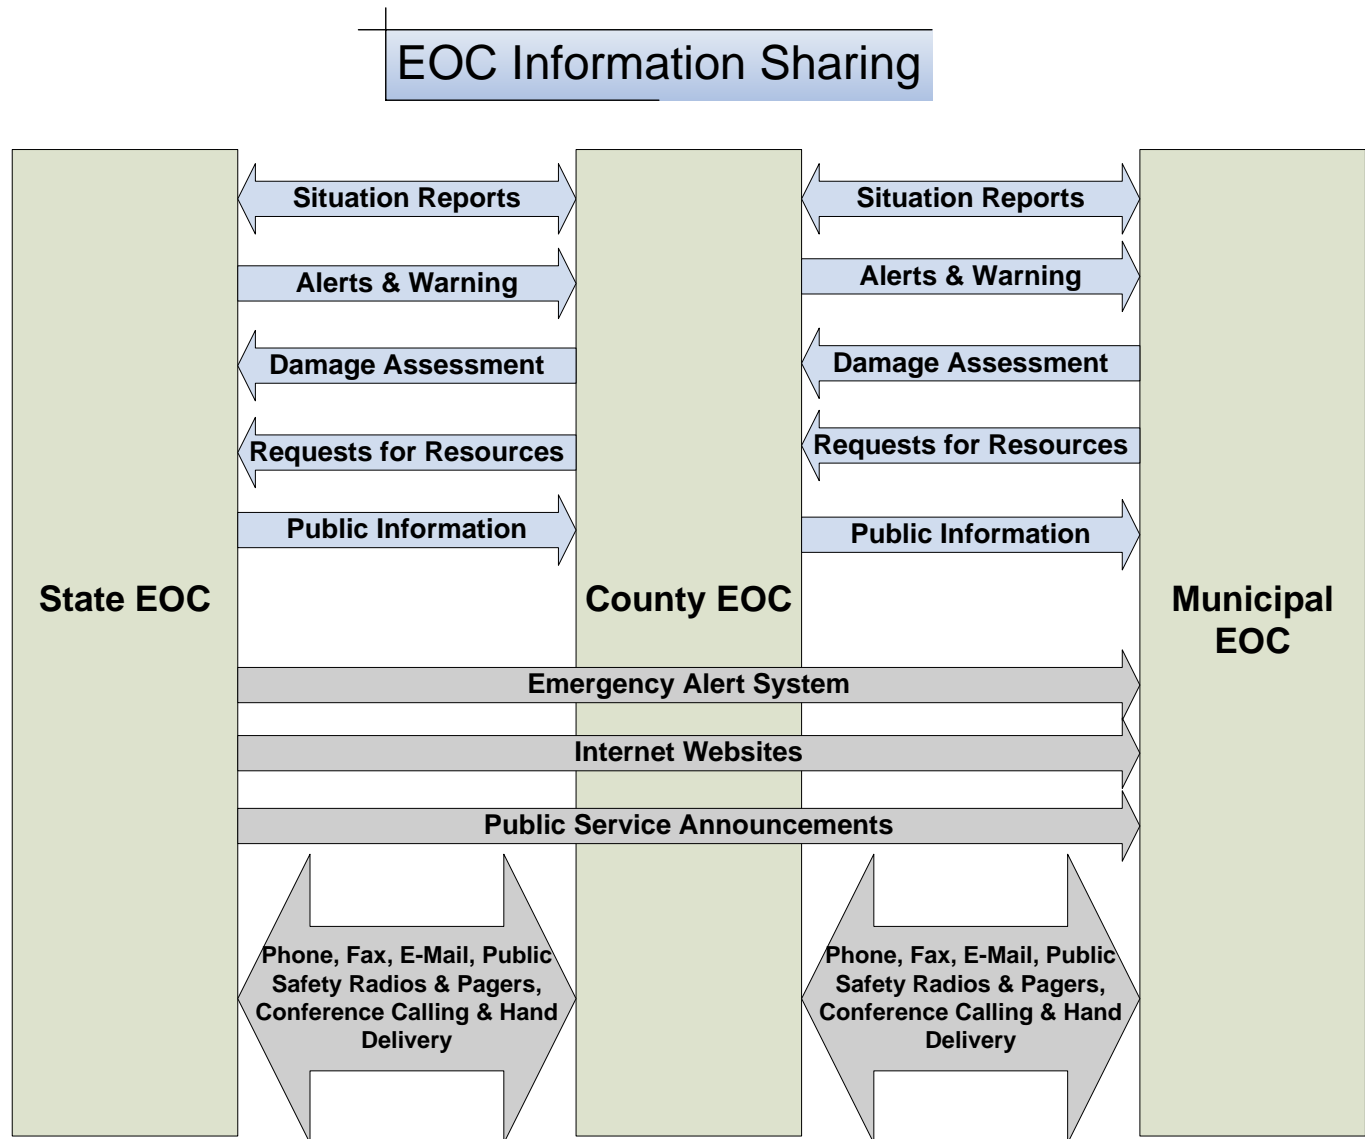 EOC Information Sharing
Situation Reports
Situation Reports
Alerts & Warning
Alerts & Warning
Damage Assessment
Damage Assessment
Requests for Resources
Requests for Resources
Public Information
Public Information
State EOC
County EOC
Municipal
EOC
Emergency Alert System
Internet Websites
Public Service Announcements
Phone, Fax, E-Mail, Public
Safety Radios & Pagers,
Conference Calling & Hand
Delivery
Phone, Fax, E-Mail, Public
Safety Radios & Pagers,
Conference Calling & Hand
Delivery